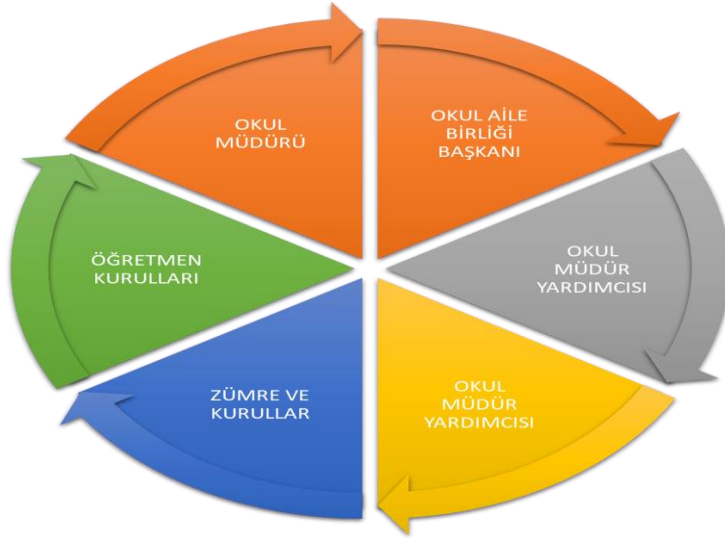 OKUL
MÜDÜRÜ
OKUL AİLE
BİRLİĞİ
BAŞKANI
OKUL
MÜDÜR
YARDIMCISI
OKUL
MÜDÜR
YARDIMCISI
ZÜMRE VE
KURULLAR
ÖĞRETMEN
KURULLARI